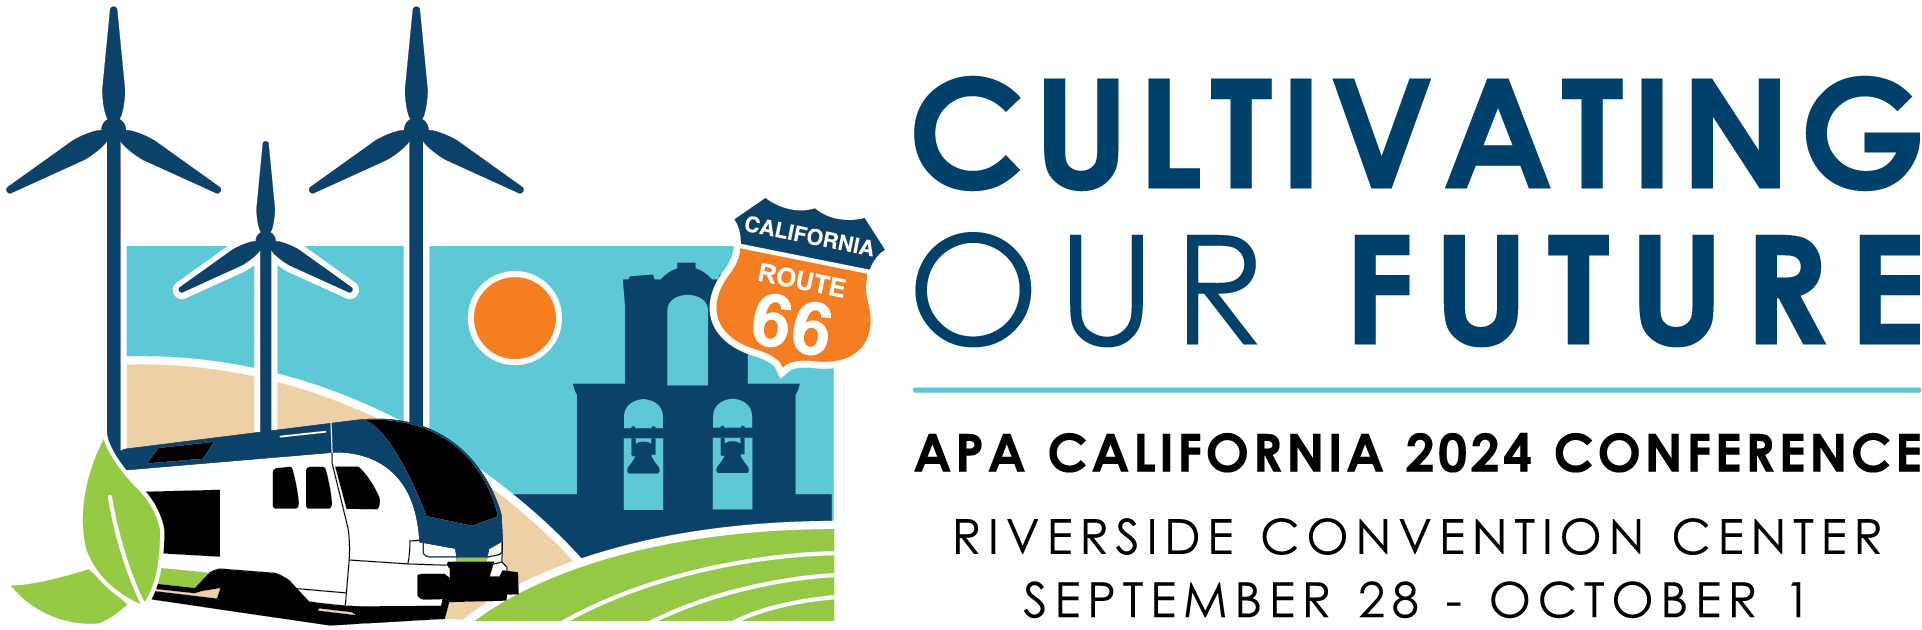 CALIFORNIA
ROUTE
66
CULTIVATING
OUR FUTURE
APA CALIFORNIA 2024 CONFERENCE
RIVERSIDE CONVENTION CENTER
SEPTEMBER 28 - OCTOBER 1